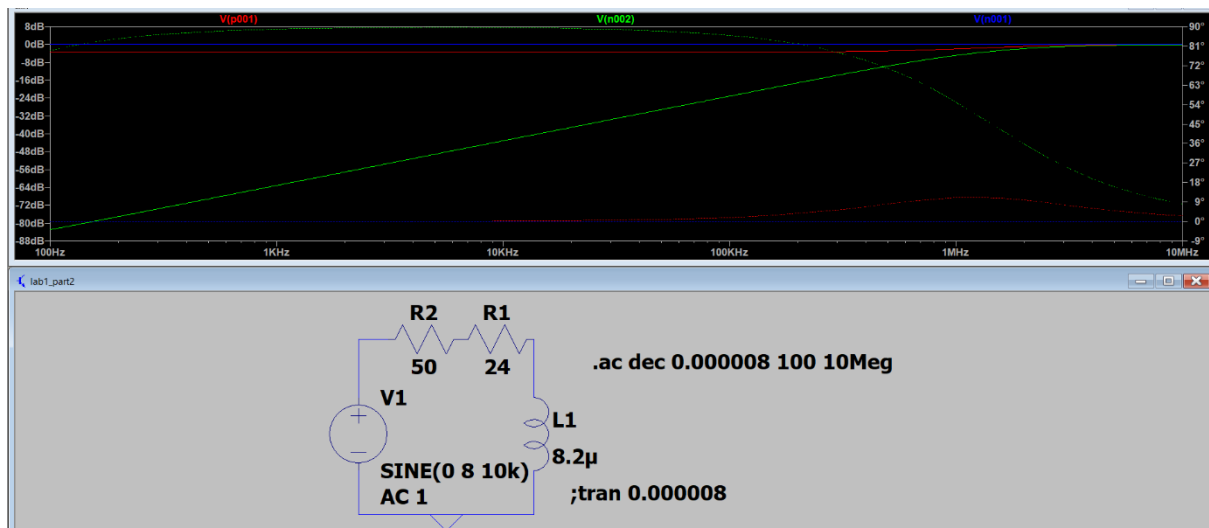 V(p001) V(n002) V(n001)
8dB 90°
0dB 81°
-8dB 72°
-16dB 63°
-24dB 54°
-32dB 45°
-40dB 36°
-48dB 27°
-56dB 18°
-64dB 9°
-72dB 0°
-80dB -9°
-88dB
100Hz 1KHz 10KHz 100KHz 1MHz 10MHz
lab1_part2
R2 R1
50 24
.ac dec 0.000008 100 10Meg
V1
L1
8.2µ
SINE(0 8 10k)
AC 1
;tran 0.000008